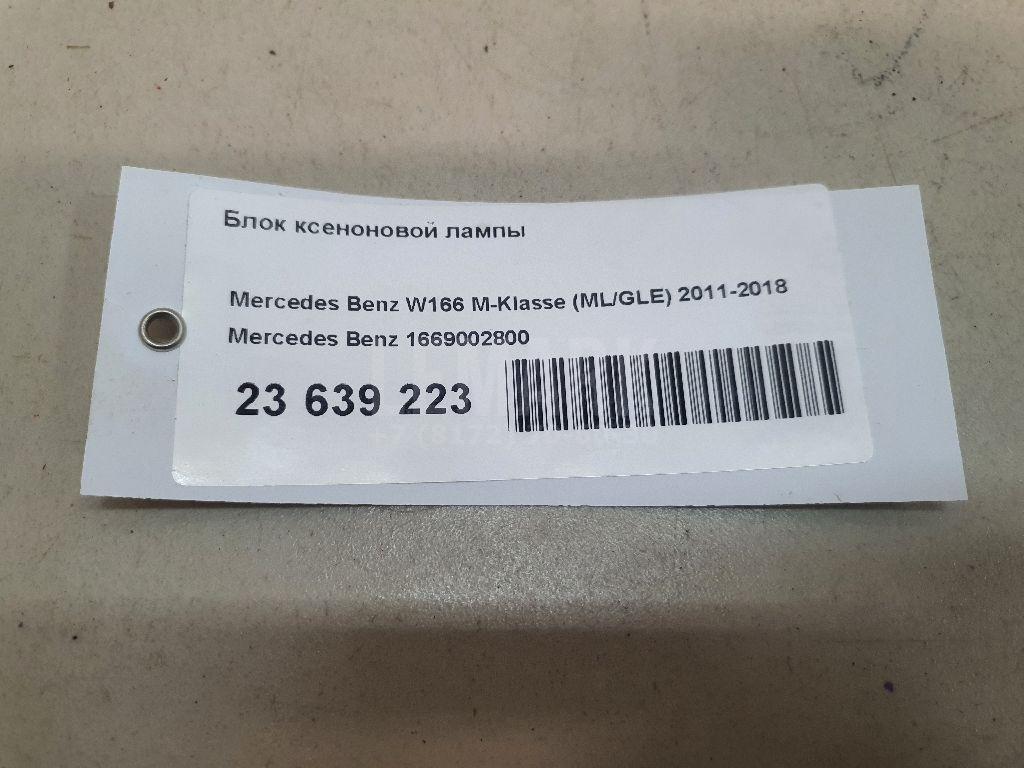 Блок ксеноновой лампы
Mercedes Benz W166 M-Klasse (ML/GLE) 2011-2018
Mercedes Benz 1669002800
23 639 223